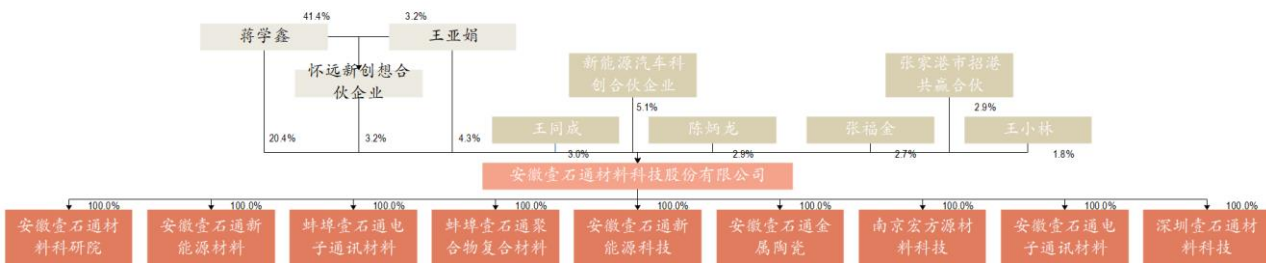 41.4%
3.2%
蒋学鑫
王亚娟
怀远新创想合
伙企业
新能源汽车科
创合伙企业
张家港市招港
共赢合伙
5.1%
2.9%
20.4%
3.2%
4.3%
王同成
陈炳龙
张福金
王小林
3.0%
2.9%
2.7%
1.8%
安徽壹石通材料科技股份有限公司
100.0%
100.0%
100.0%
100.0%
100.0%
100.0%
100.0%
100.0%
100.0%
安徽壹石通材
料科研院
安徽壹石通新
能源材料
蚌埠壹石通电
子通讯材料
蚌埠壹石通聚
合物复合材料
安徽壹石通新
能源科技
安徽壹石通金
属陶瓷
南京宏方源材
料科技
安徽壹石通电
子通讯材料
深圳壹石通材
料科技